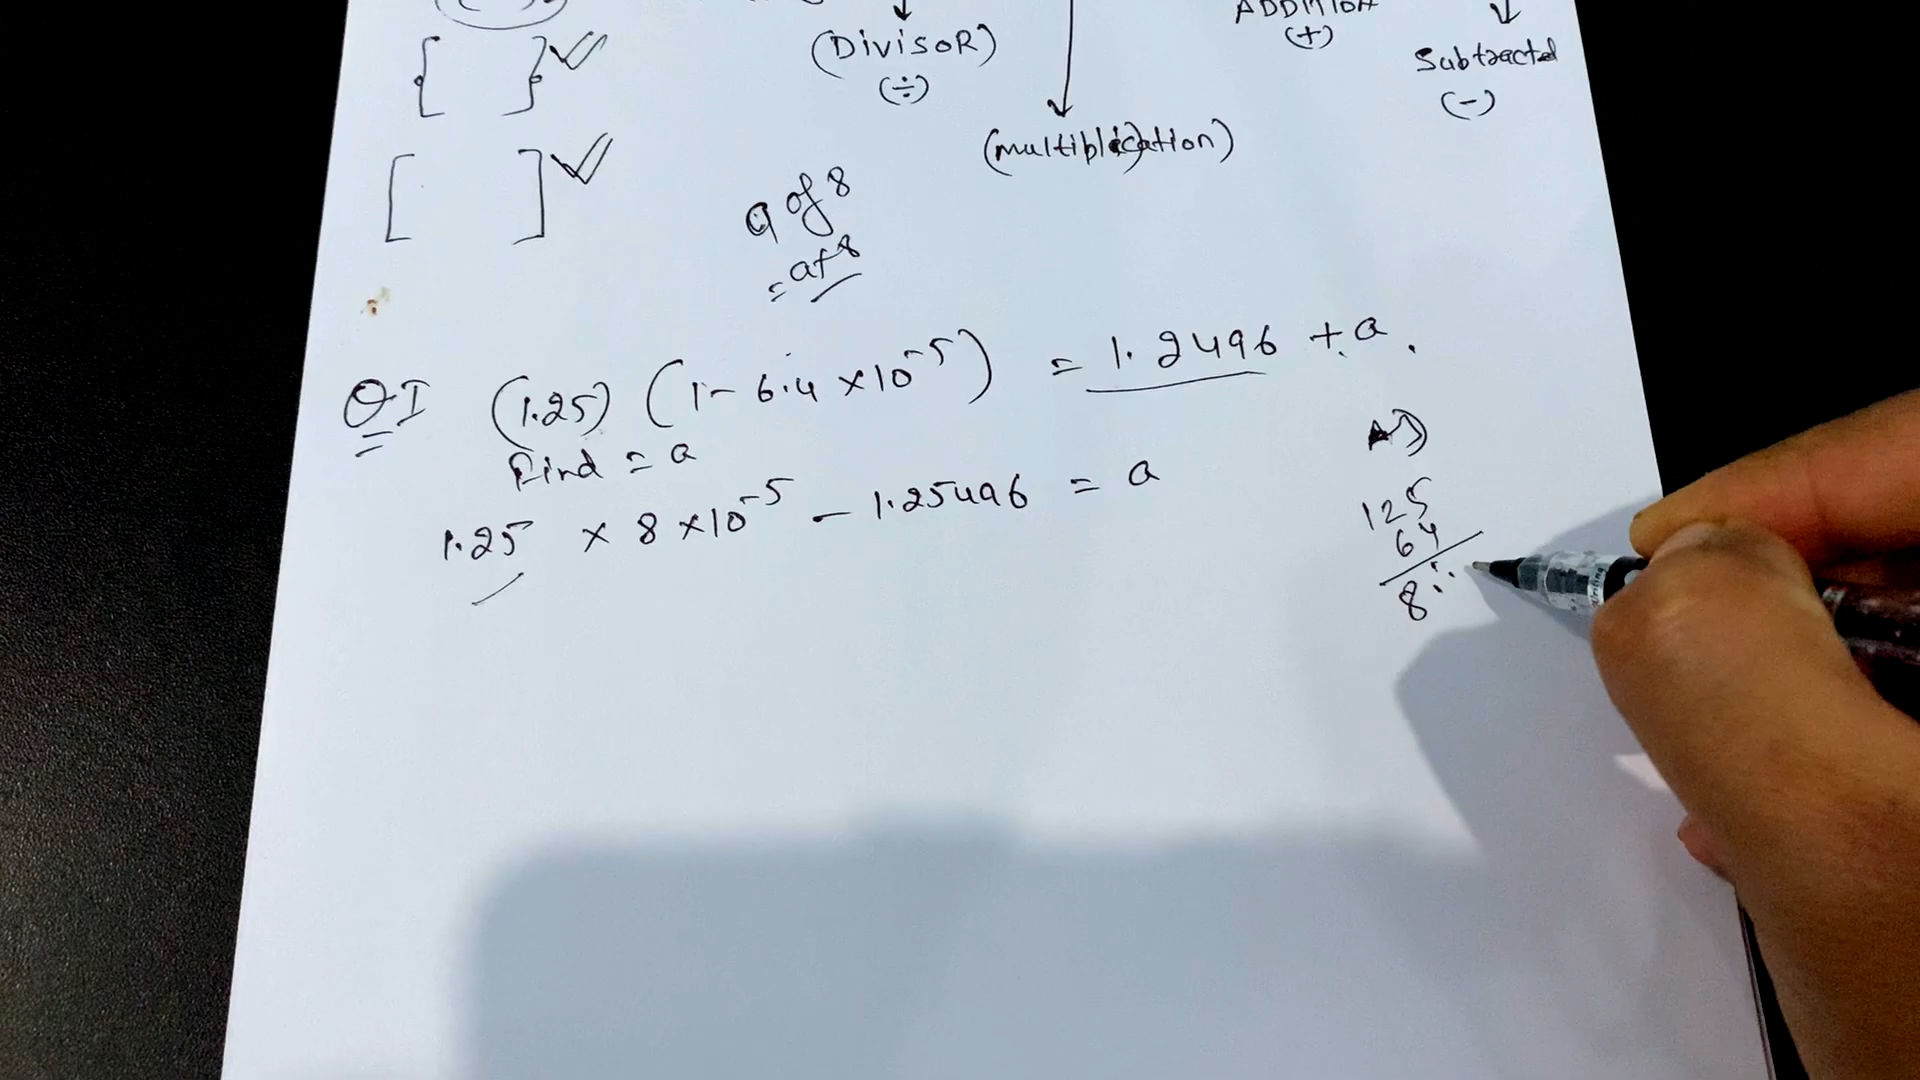 { } (DivisoR) ADDITION Subtracted
(÷) (+) (-)
[ ] (multiblication)
a of 8
= a+8
QI (1.25) (1- 6.4 ×10-5) = 1.2496 + a.
Find = a
1.25 × 8 ×10-5 - 1.25496 = a
125
64
8